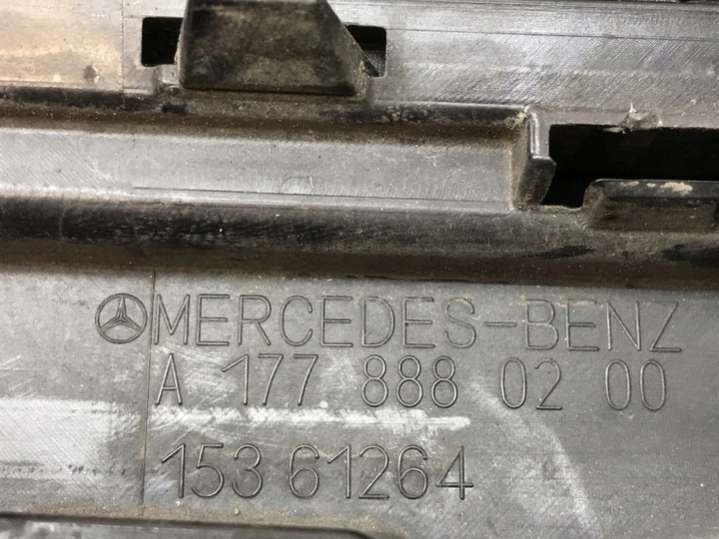 MERCEDES-BENZ
A 177 888 02 00
153 61264